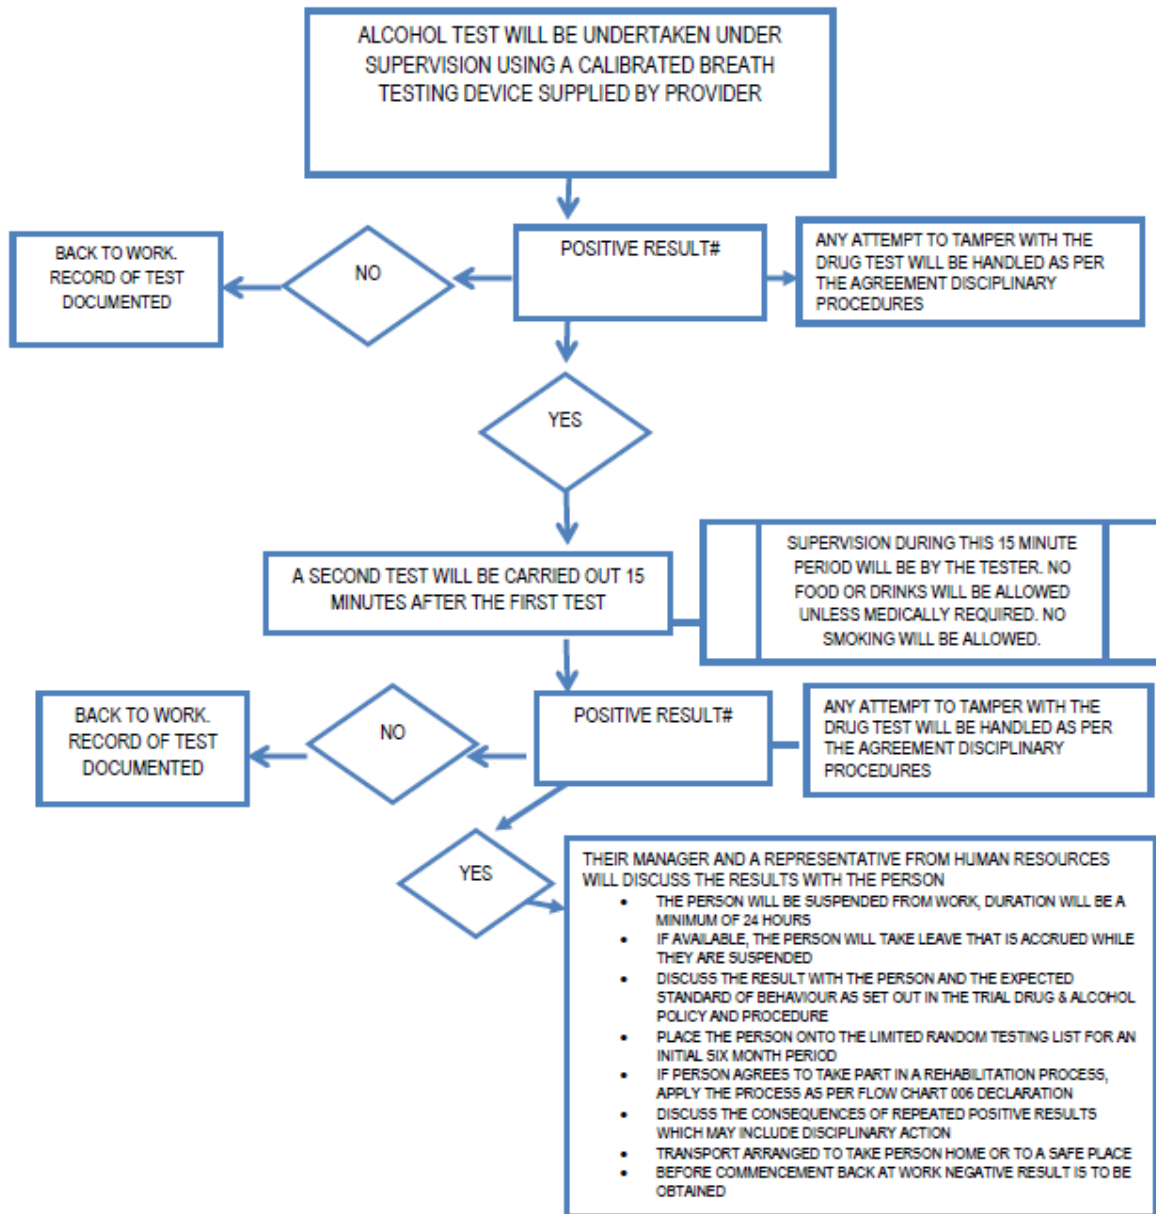 ALCOHOL TEST WILL BE UNDERTAKEN UNDER
SUPERVISION USING A CALIBRATED BREATH
TESTING DEVICE SUPPLIED BY PROVIDER
BACK TO WORK.
RECORD OF TEST
DOCUMENTED
NO
POSITIVE RESULT#
ANY ATTEMPT TO TAMPER WITH THE
DRUG TEST WILL BE HANDLED AS PER
THE AGREEMENT DISCIPLINARY
PROCEDURES
YES
A SECOND TEST WILL BE CARRIED OUT 15
MINUTES AFTER THE FIRST TEST
SUPERVISION DURING THIS 15 MINUTE
PERIOD WILL BE BY THE TESTER. NO
FOOD OR DRINKS WILL BE ALLOWED
UNLESS MEDICALLY REQUIRED. NO
SMOKING WILL BE ALLOWED.
BACK TO WORK.
RECORD OF TEST
DOCUMENTED
NO
POSITIVE RESULT#
ANY ATTEMPT TO TAMPER WITH THE
DRUG TEST WILL BE HANDLED AS PER
THE AGREEMENT DISCIPLINARY
PROCEDURES
YES
THEIR MANAGER AND A REPRESENTATIVE FROM HUMAN RESOURCES
WILL DISCUSS THE RESULTS WITH THE PERSON
• THE PERSON WILL BE SUSPENDED FROM WORK, DURATION WILL BE A
MINIMUM OF 24 HOURS
• IF AVAILABLE, THE PERSON WILL TAKE LEAVE THAT IS ACCRUED WHILE
THEY ARE SUSPENDED
• DISCUSS THE RESULT WITH THE PERSON AND THE EXPECTED
STANDARD OF BEHAVIOUR AS SET OUT IN THE TRIAL DRUG & ALCOHOL
POLICY AND PROCEDURE
• PLACE THE PERSON ONTO THE LIMITED RANDOM TESTING LIST FOR AN
INITIAL SIX MONTH PERIOD
• IF PERSON AGREES TO TAKE PART IN A REHABILITATION PROCESS,
APPLY THE PROCESS AS PER FLOW CHART 006 DECLARATION
• DISCUSS THE CONSEQUENCES OF REPEATED POSITIVE RESULTS
WHICH MAY INCLUDE DISCIPLINARY ACTION
• TRANSPORT ARRANGED TO TAKE PERSON HOME OR TO A SAFE PLACE
• BEFORE COMMENCEMENT BACK AT WORK NEGATIVE RESULT IS TO BE
OBTAINED